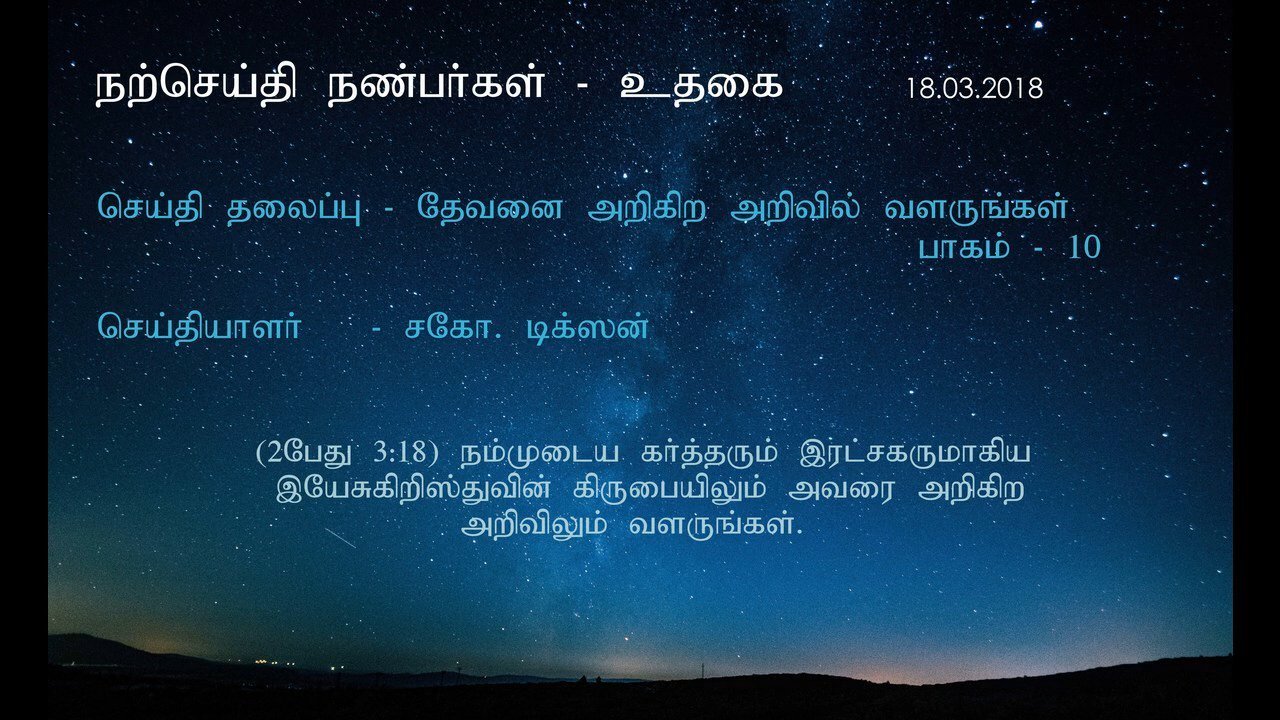 நற்செய்தி நண்பர்கள் - உதகை 18.03.2018
செய்தி தலைப்பு - தேவனை அறிகிற அறிவில் வளருங்கள்
பாகம் - 10
செய்தியாளர் - சகோ. டிக்ஸன்
(2பேது 3:18) நம்முடைய கர்த்தரும் இரட்சகருமாகிய
இயேசுகிறிஸ்துவின் கிருபையிலும் அவரை அறிகிற
அறிவிலும் வளருங்கள்.